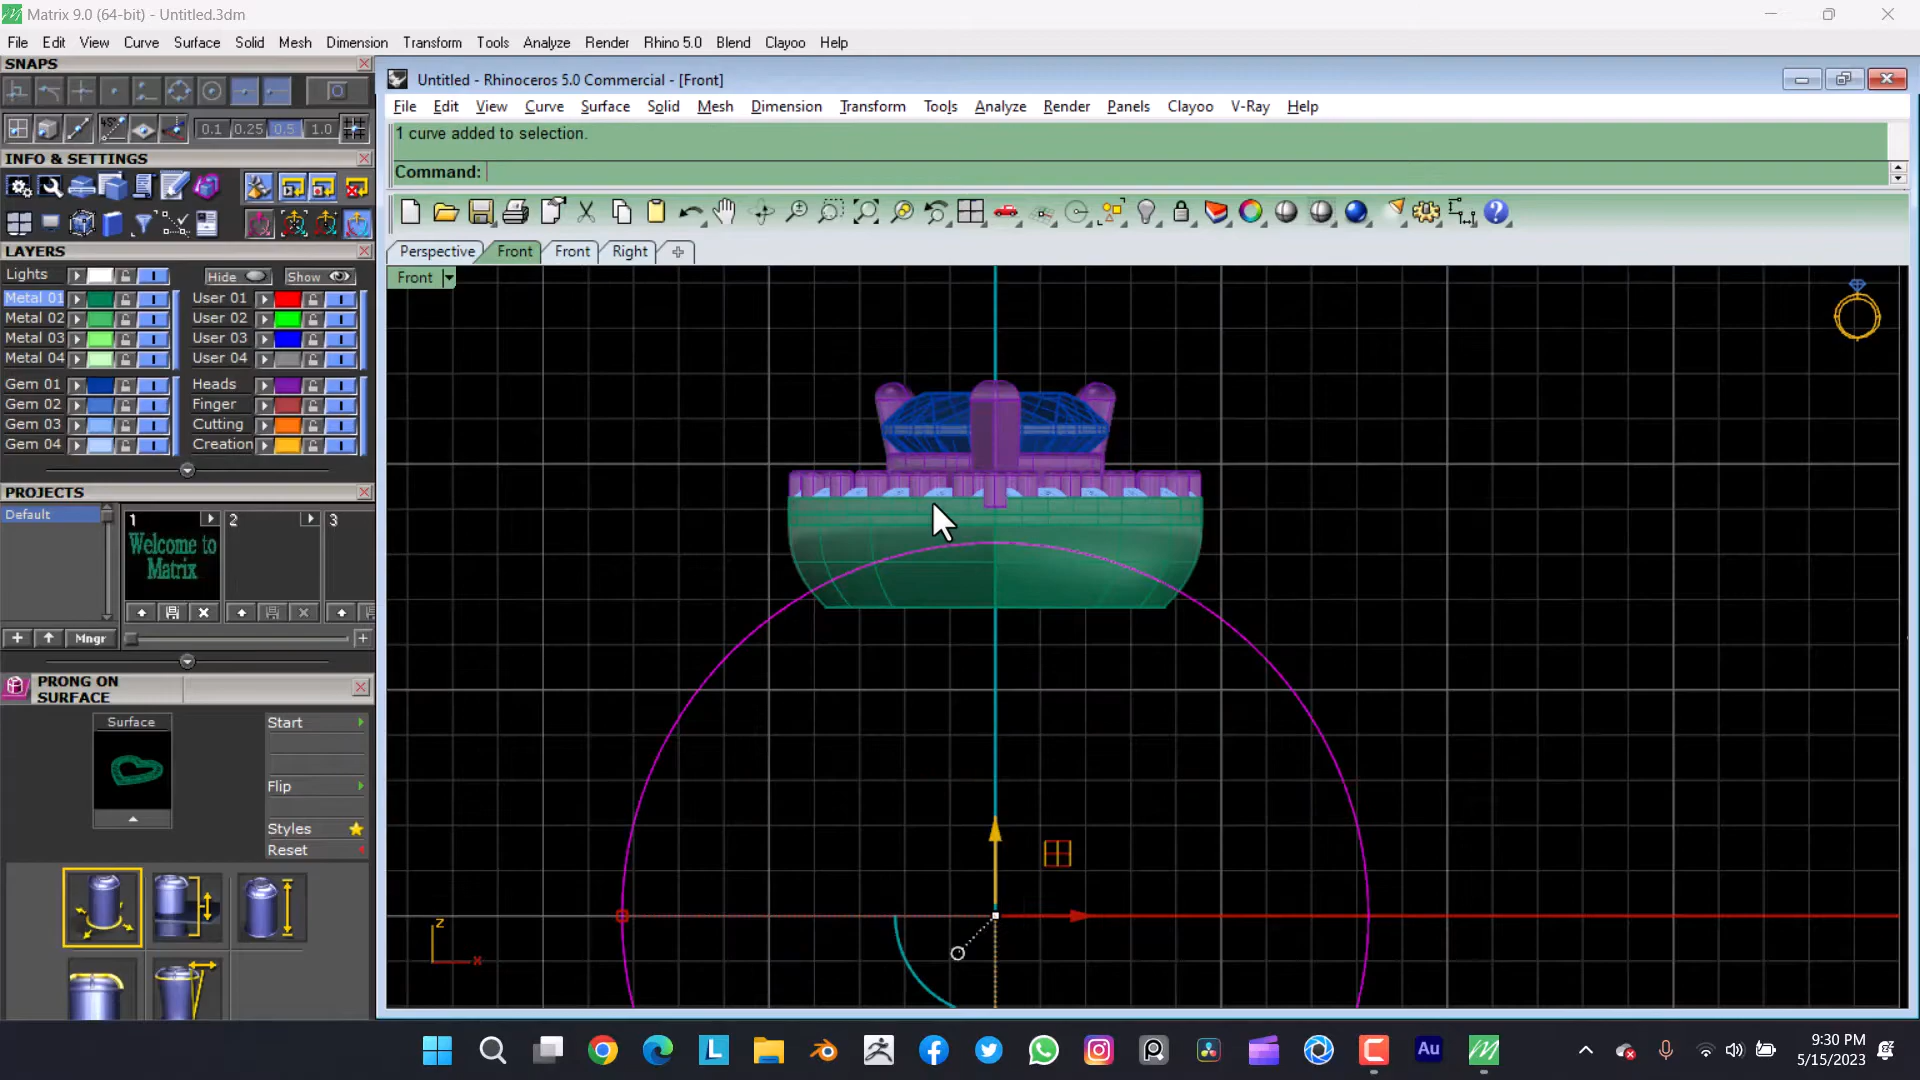 Matrix 9.0 (64-bit) - Untitled.3dm
File Edit View Curve Surface Solid Mesh Dimension Transform Tools Analyze Render Rhino 5.0 Blend Clayoo Help
SNAPS
0.1 0.25 0.5 1.0
INFO & SETTINGS
LAYERS
Lights Hide Show
Metal 01 User 01
Metal 02 User 02
Metal 03 User 03
Metal 04 User 04
Gem 01 Heads
Gem 02 Finger
Gem 03 Cutting
Gem 04 Creation
PROJECTS
Default
1 2 3
Welcome to
Matrix
Mngr
PRONG ON
SURFACE
Surface
Start
Flip
Styles
Reset
Untitled - Rhinoceros 5.0 Commercial - [Front]
File Edit View Curve Surface Solid Mesh Dimension Transform Tools Analyze Render Panels Clayoo V-Ray Help
1 curve added to selection.
Command:
Perspective Front Front Right
Front
z
x
L
Au
9:30 PM
5/15/2023